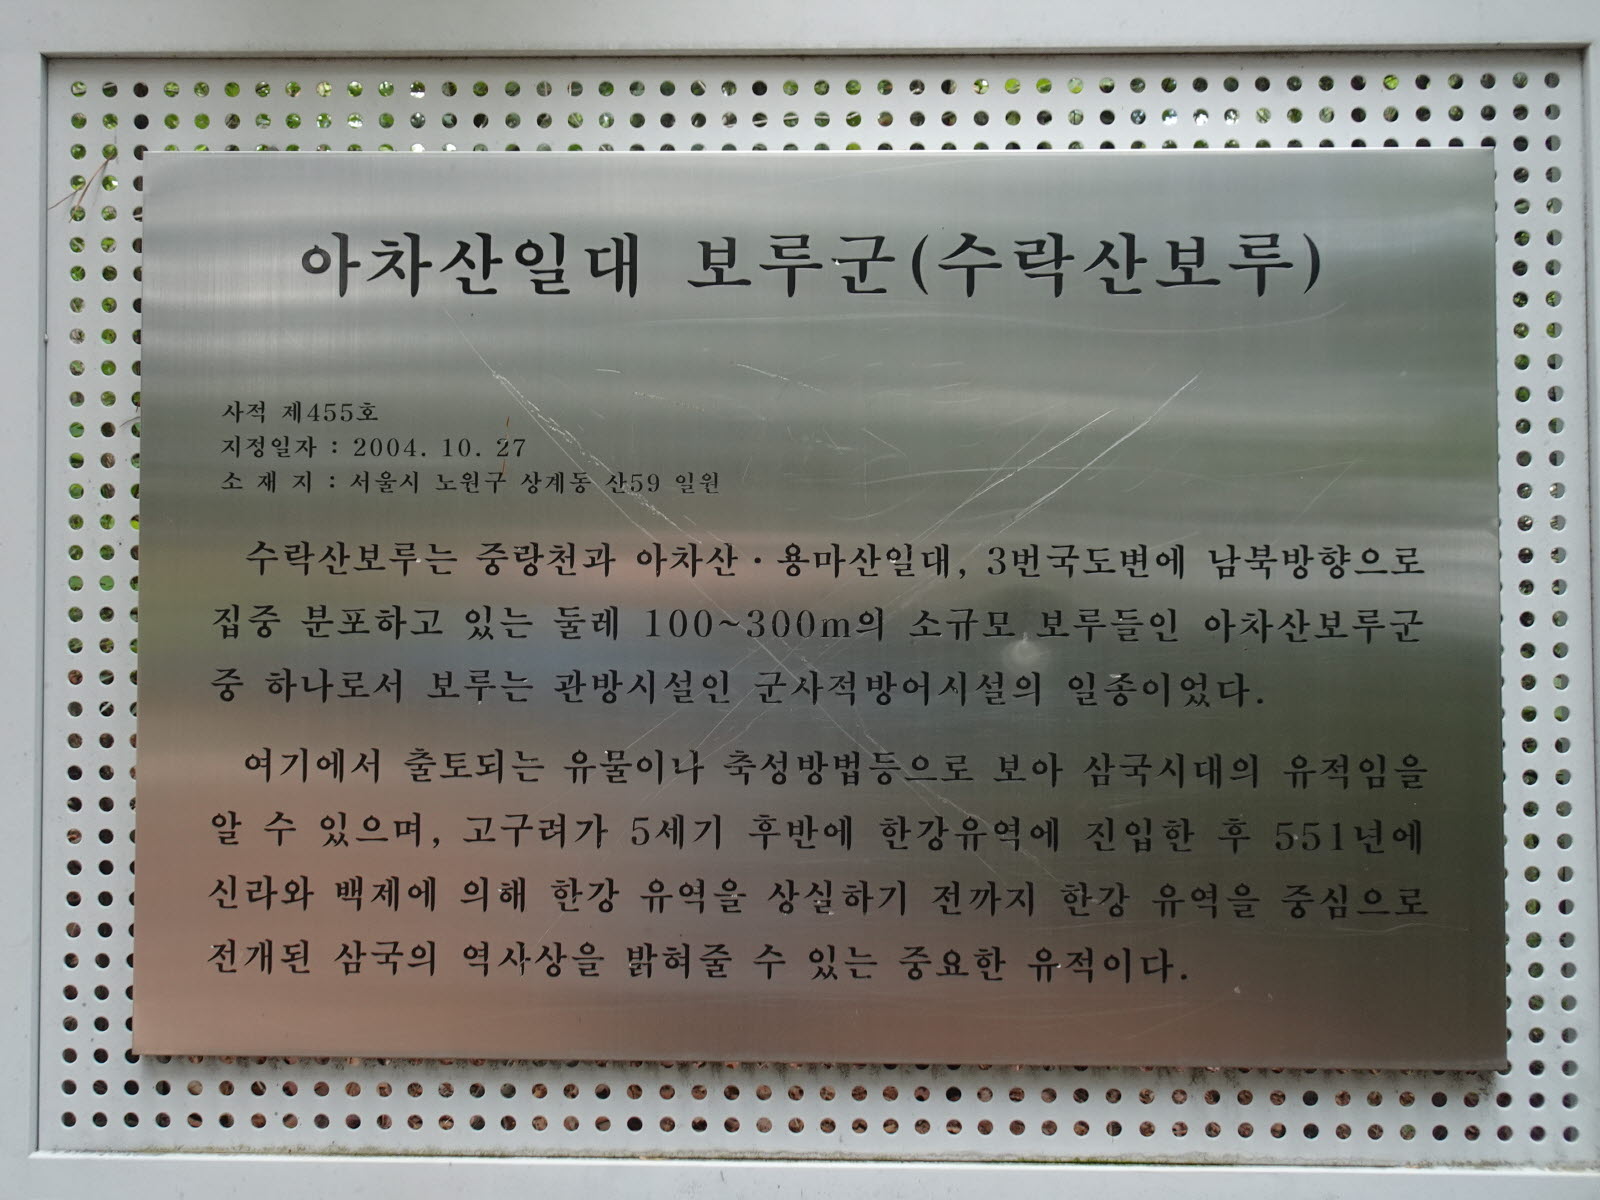 아차산일대 보루군(수락산보루)
사적 제455호
지정일자 : 2004. 10. 27
소 재 지 : 서울시 노원구 상계동 산59 일원
수락산보루는 중랑천과 아차산·용마산일대, 3번국도변에 남북방향으로
집중 분포하고 있는 둘레 100~300m의 소규모 보루들인 아차산보루군
중 하나로서 보루는 관방시설인 군사적방어시설의 일종이었다.
여기에서 출토되는 유물이나 축성방법등으로 보아 삼국시대의 유적임을
알 수 있으며, 고구려가 5세기 후반에 한강유역에 진입한 후 551년에
신라와 백제에 의해 한강 유역을 상실하기 전까지 한강 유역을 중심으로
전개된 삼국의 역사상을 밝혀줄 수 있는 중요한 유적이다.